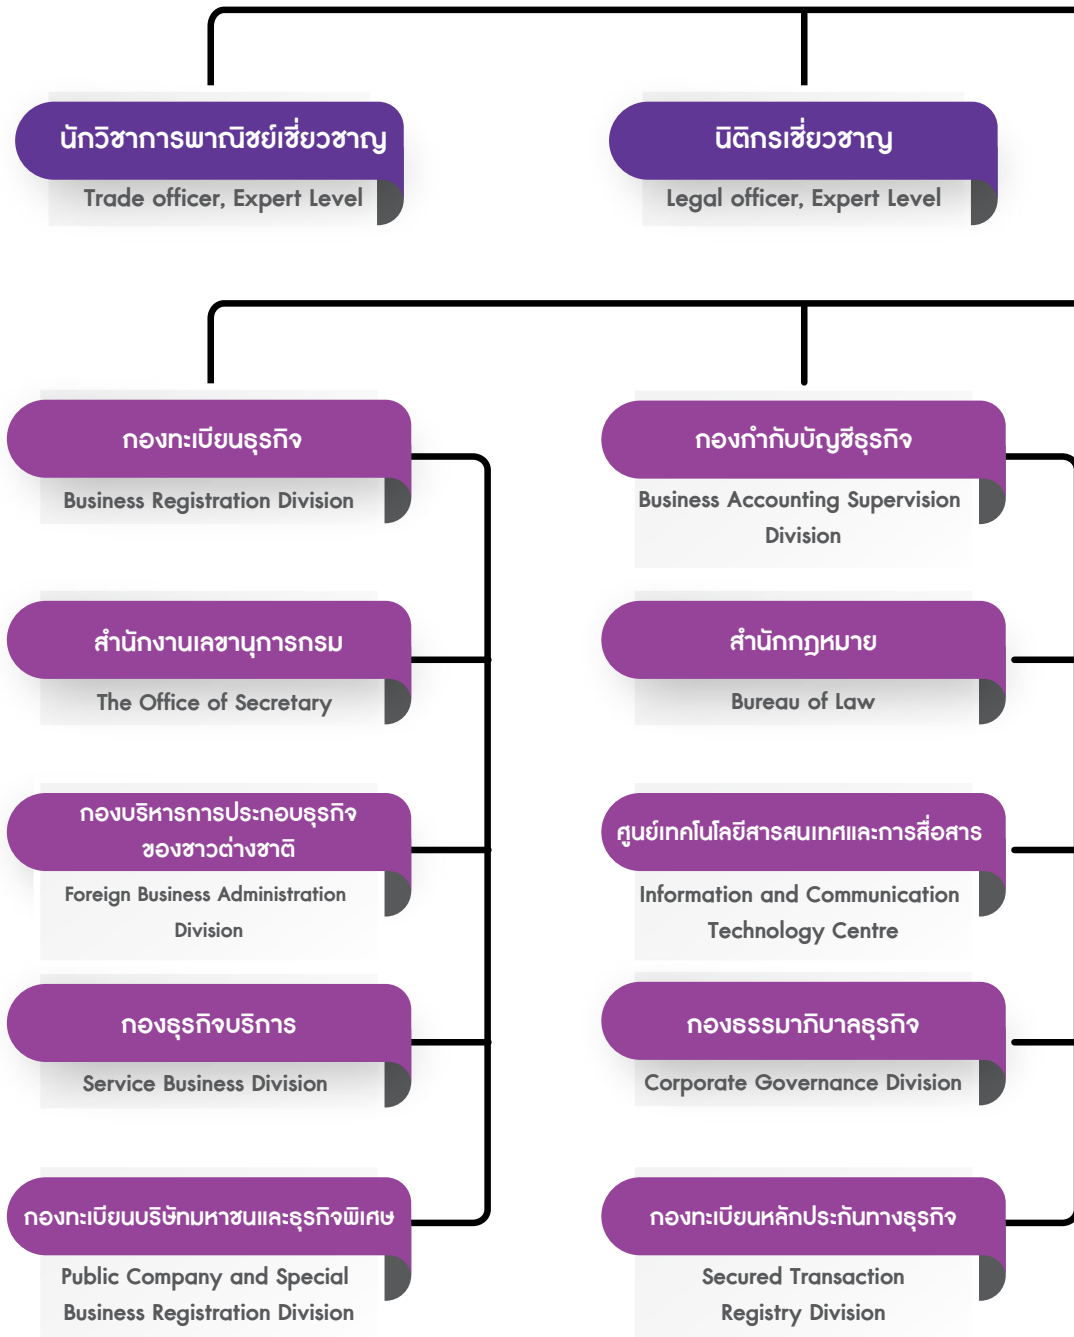 นักวิชาการพาณิชย์เชี่ยวชาญ
Trade officer, Expert Level
นิติกรเชี่ยวชาญ
Legal officer, Expert Level
กองทะเบียนธุรกิจ
Business Registration Division
กองกำกับบัญชีธุรกิจ
Business Accounting Supervision
Division
สำนักงานเลขานุการกรม
The Office of Secretary
สำนักกฎหมาย
Bureau of Law
กองบริหารการประกอบธุรกิจ
ของชาวต่างชาติ
Foreign Business Administration
Division
ศูนย์เทคโนโลยีสารสนเทศและการสื่อสาร
Information and Communication
Technology Centre
กองธุรกิจบริการ
Service Business Division
กองธรรมาภิบาลธุรกิจ
Corporate Governance Division
กองทะเบียนบริษัทมหาชนและธุรกิจพิเศษ
Public Company and Special
Business Registration Division
กองทะเบียนหลักประกันทางธุรกิจ
Secured Transaction
Registry Division